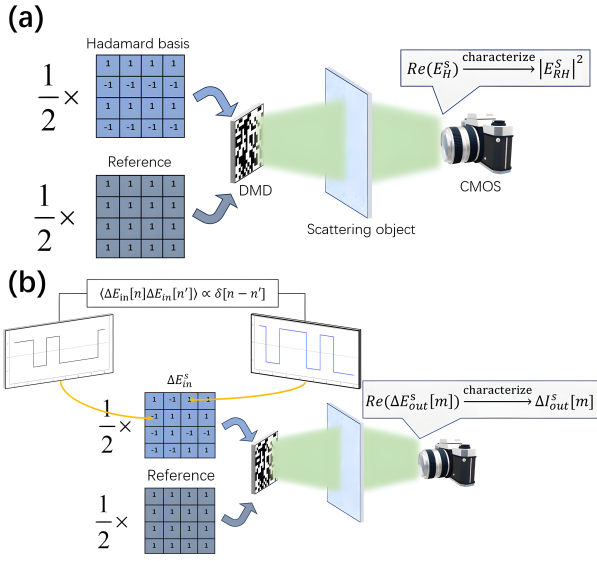 (a)
Hadamard basis
1/2 ×
1 1 1 1
-1 -1 -1 -1
1 1 1 1
-1 -1 -1 -1
Reference
1/2 ×
1 1 1 1
1 1 1 1
1 1 1 1
1 1 1 1
DMD
Scattering object
CMOS
Re(E_H^s) characterize→ |E_RH^S|^2
(b)
⟨ΔE_in[n]ΔE_in[n′]⟩ ∝ δ[n − n′]
ΔE_in^s
1/2 ×
1 -1 1 1
-1 1 1 1
1 1 -1 -1
-1 -1 1 1
Reference
1/2 ×
1 1 1 1
1 1 1 1
1 1 1 1
1 1 1 1
Re(ΔE_out^s[m]) characterize→ ΔI_out^s[m]